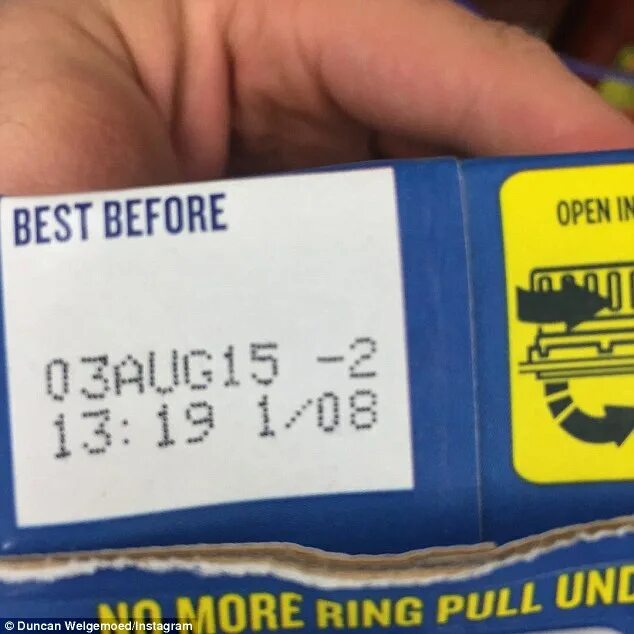 BEST BEFORE
OPEN IN
03AUG15 -2
13:19 1/08
NO MORE RING PULL UND
© Duncan Welgemoed/Instagram